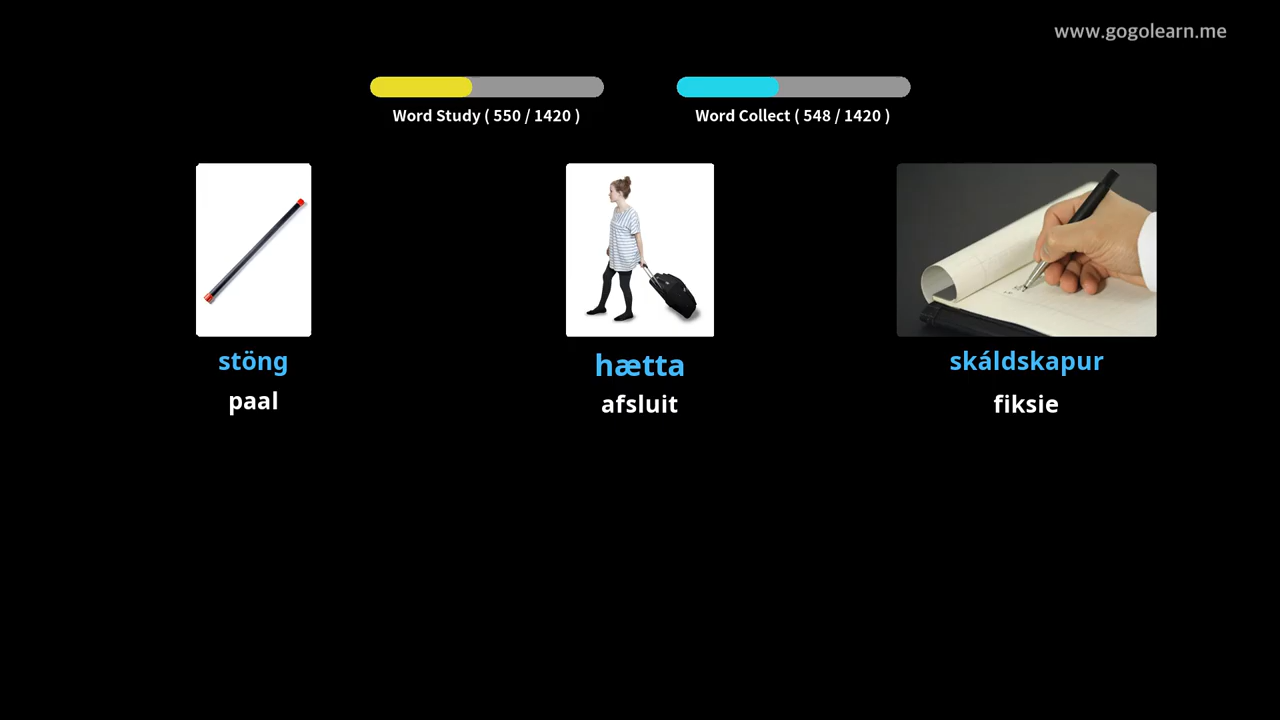 www.gogolearn.me
Word Study ( 550 / 1420 )
Word Collect ( 548 / 1420 )
stöng
hætta
skáldskapur
paal
afsluit
fiksie